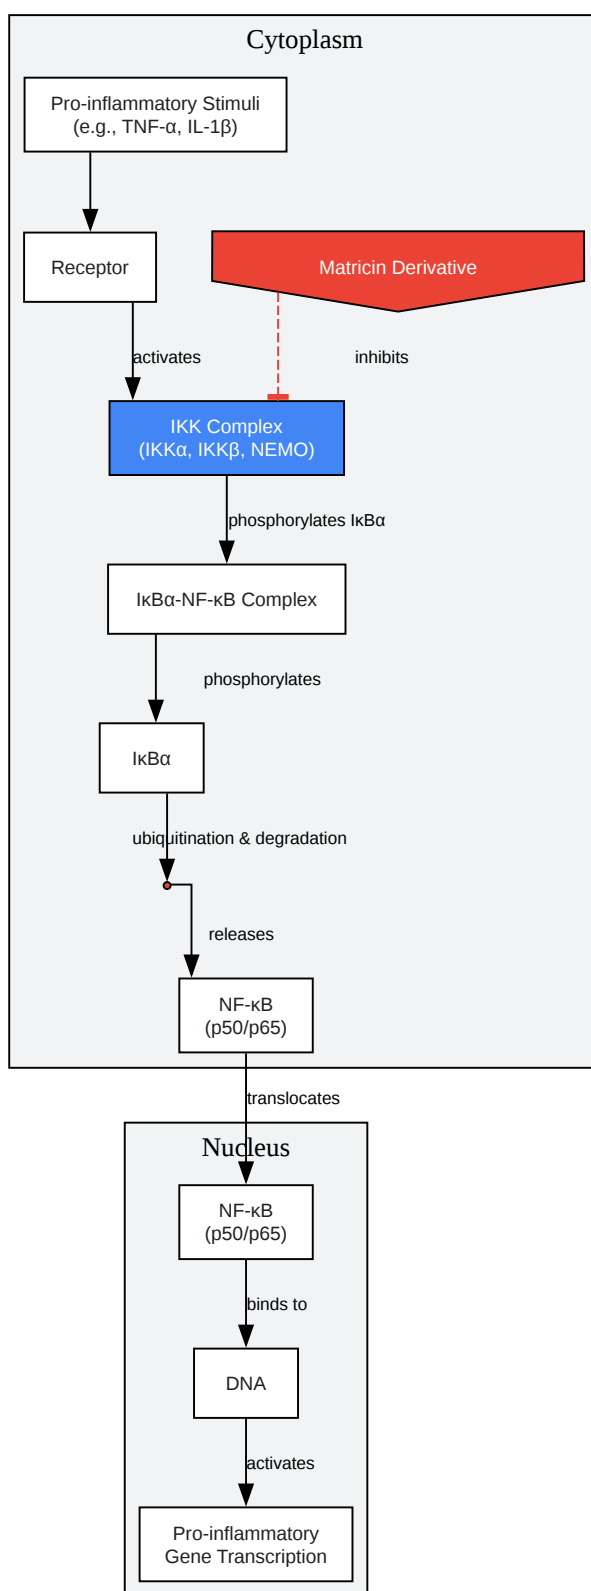 Cytoplasm
Pro-inflammatory Stimuli
(e.g., TNF-α, IL-1β)
Receptor
Matricin Derivative
activates
inhibits
IKK Complex
(IKKα, IKKβ, NEMO)
phosphorylates IκBα
IκBα-NF-κB Complex
phosphorylates
IκBα
ubiquitination & degradation
releases
NF-κB
(p50/p65)
translocates
Nucleus
NF-κB
(p50/p65)
binds to
DNA
activates
Pro-inflammatory
Gene Transcription